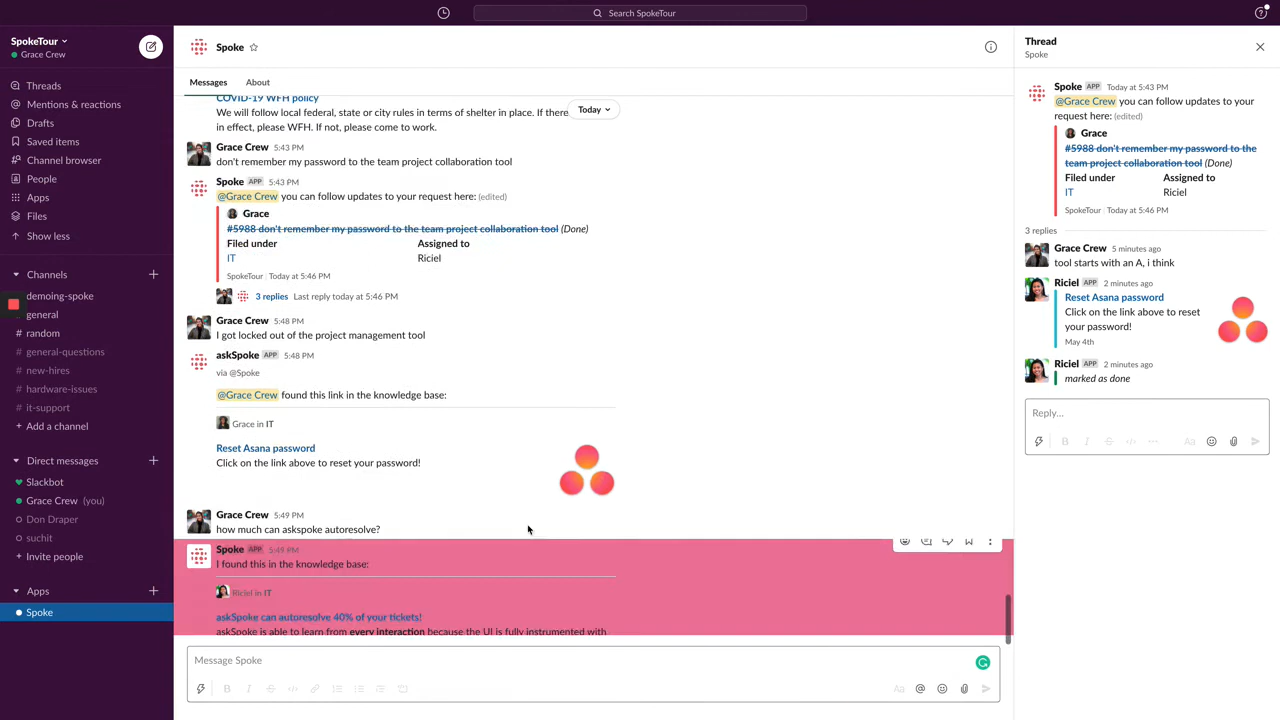 Search SpokeTour
SpokeTour
Grace Crew
Threads
Mentions & reactions
Drafts
Saved items
Channel browser
People
Apps
Files
Show less
Channels
demoing-spoke
general
# random
# general-questions
# new-hires
# hardware-issues
# it-support
+ Add a channel
Direct messages
Slackbot
Grace Crew (you)
Don Draper
suchit
+ Invite people
Apps
Spoke
Spoke
Messages About
Today
COVID-19 WFH policy
We will follow local federal, state or city rules in terms of shelter in place. If there
in effect, please WFH. If not, please come to work.
Grace Crew 5:43 PM
don't remember my password to the team project collaboration tool
Spoke APP 5:43 PM
@Grace Crew you can follow updates to your request here: (edited)
Grace
#5988 don't remember my password to the team project collaboration tool (Done)
Filed under Assigned to
IT Riciel
SpokeTour | Today at 5:46 PM
3 replies Last reply today at 5:46 PM
Grace Crew 5:48 PM
I got locked out of the project management tool
askSpoke APP 5:48 PM
via @Spoke
@Grace Crew found this link in the knowledge base:
Grace in IT
Reset Asana password
Click on the link above to reset your password!
Grace Crew 5:49 PM
how much can askspoke autoresolve?
Spoke APP 5:49 PM
I found this in the knowledge base:
Riciel in IT
askSpoke can autoresolve 40% of your tickets!
askSpoke is able to learn from every interaction because the UI is fully instrumented with
Message Spoke
Thread
Spoke
Spoke APP Today at 5:43 PM
@Grace Crew you can follow updates to your
request here: (edited)
Grace
#5988 don't remember my password to the
team project collaboration tool (Done)
Filed under Assigned to
IT Riciel
SpokeTour | Today at 5:46 PM
3 replies
Grace Crew 5 minutes ago
tool starts with an A, i think
Riciel APP 2 minutes ago
Reset Asana password
Click on the link above to reset
your password!
May 4th
Riciel APP 2 minutes ago
marked as done
Reply...